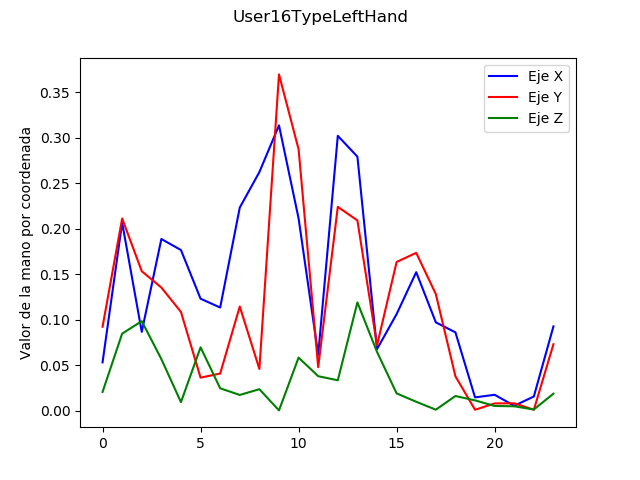 User16TypeLeftHand
Eje X
Eje Y
Eje Z
Valor de la mano por coordenada
0.35
0.30
0.25
0.20
0.15
0.10
0.05
0.00
0 5 10 15 20